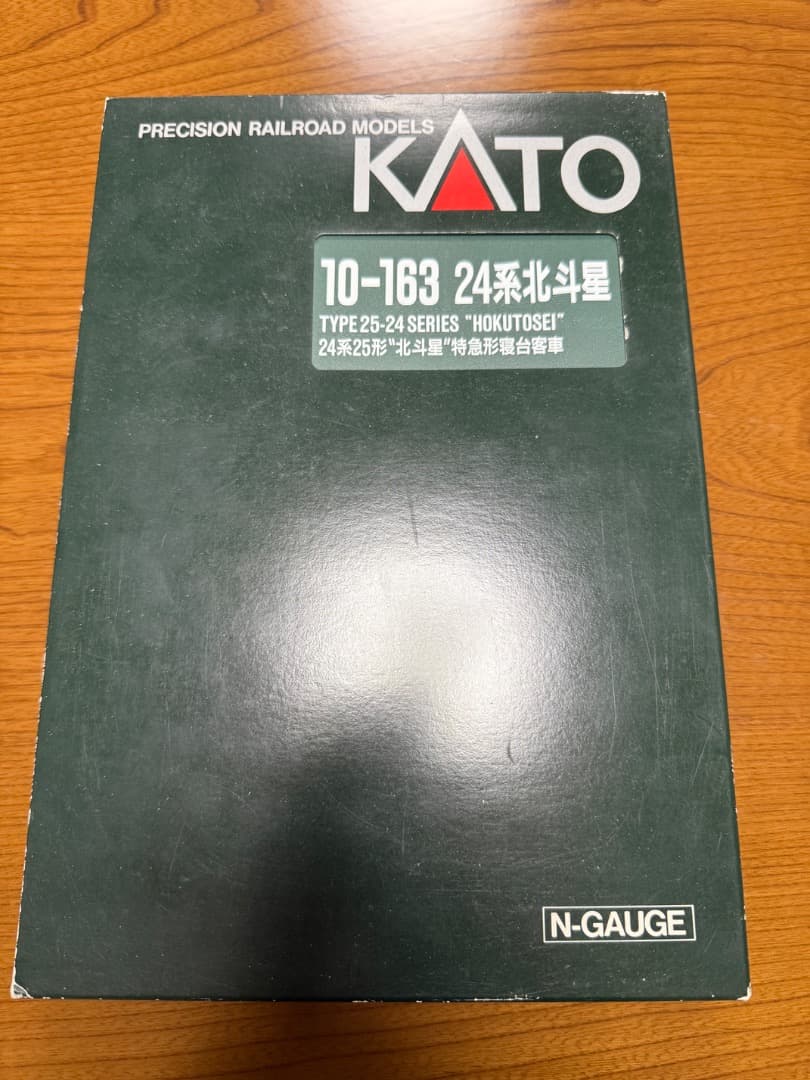 PRECISION RAILROAD MODELS
KATO
10-163 24系北斗星
TYPE 25-24 SERIES "HOKUTOSEI"
24系25形"北斗星"特急形寝台客車
N-GAUGE